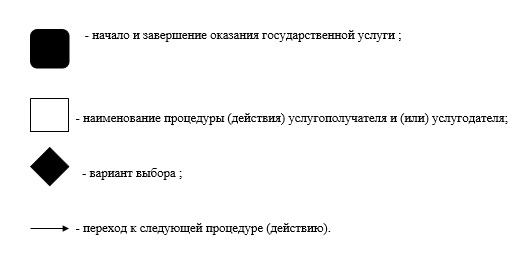 - начало и завершение оказания государственной услуги ;
- наименование процедуры (действия) услугополучателя и (или) услугодателя;
- вариант выбора ;
- переход к следующей процедуре (действию).